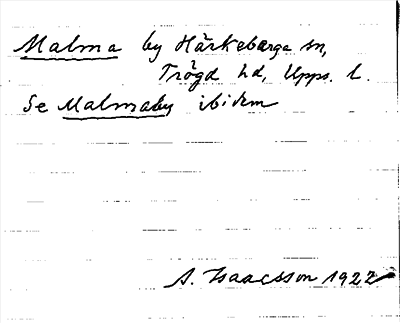 Malma by Härkeberga sn,
Trögd hd, Upps. l.
Se Malmaby ibidem
A. Isaacsson 1922